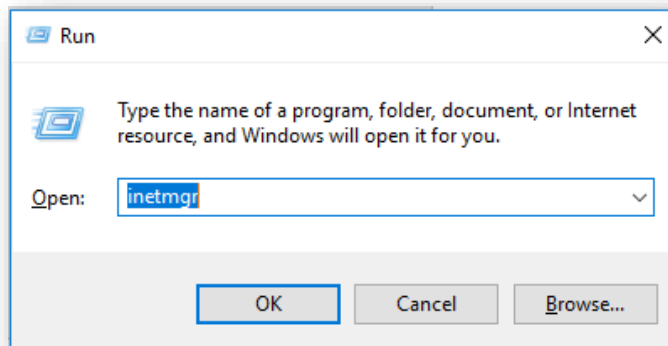 Run
Type the name of a program, folder, document, or Internet
resource, and Windows will open it for you.
Open: inetmgr
OK Cancel Browse...